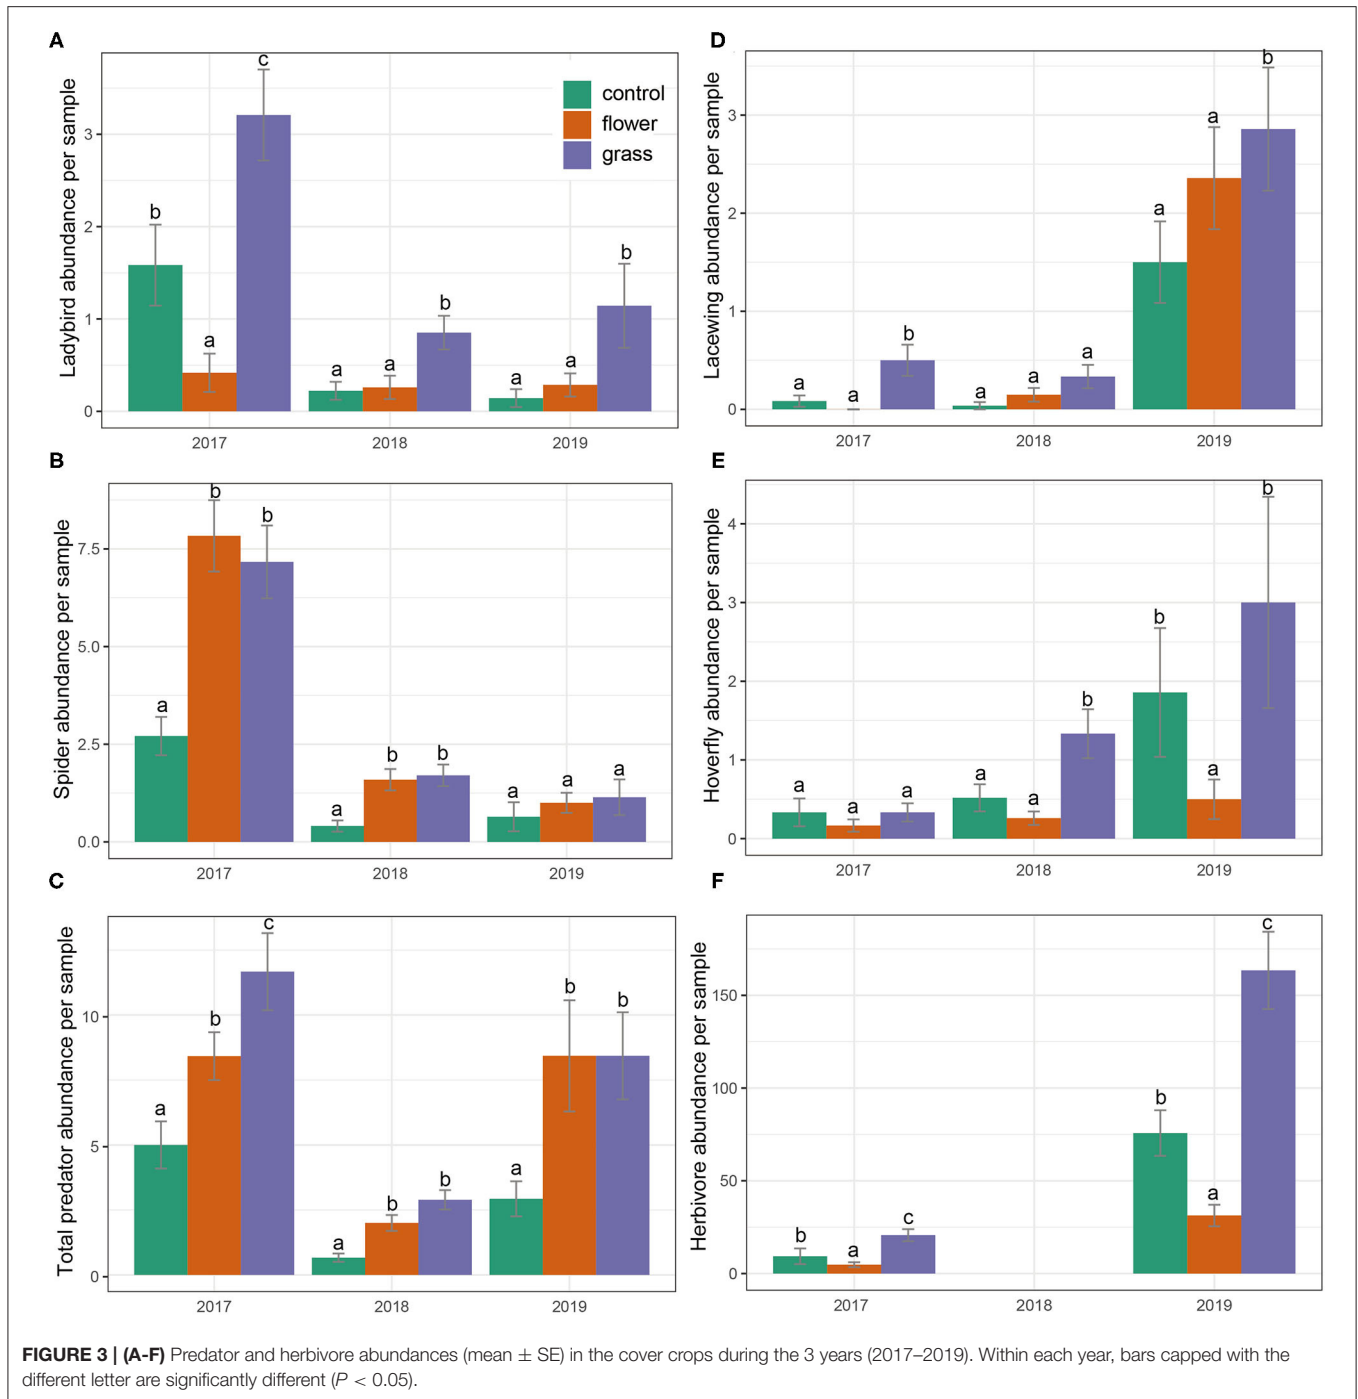 A
Ladybird abundance per sample
3
2
1
0
b
a
c
a
a
b
a
a
b
control
flower
grass
2017
2018
2019
B
Spider abundance per sample
7.5
5.0
2.5
0.0
a
b
b
a
b
b
a
a
a
2017
2018
2019
C
Total predator abundance per sample
10
5
0
a
b
c
a
b
b
a
b
b
2017
2018
2019
D
Lacewing abundance per sample
3
2
1
0
a
a
b
a
a
a
a
a
b
2017
2018
2019
E
Hoverfly abundance per sample
4
3
2
1
0
a
a
a
a
a
b
b
a
b
2017
2018
2019
F
Herbivore abundance per sample
150
100
50
0
b
a
c
b
a
c
2017
2018
2019
FIGURE 3 | (A-F) Predator and herbivore abundances (mean ± SE) in the cover crops during the 3 years (2017–2019). Within each year, bars capped with the
different letter are significantly different (P < 0.05).